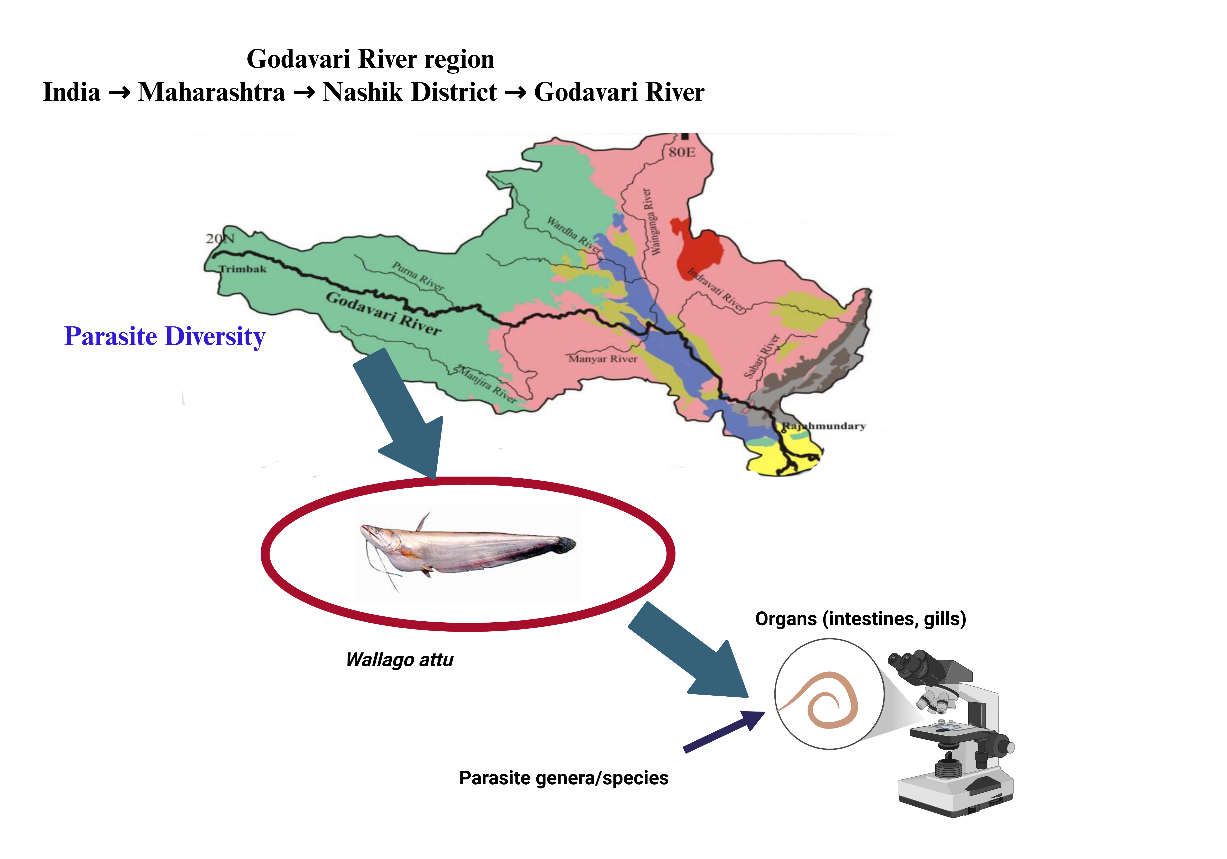 Godavari River region
India → Maharashtra → Nashik District → Godavari River
80E
20N
Trimbak
Wardha River
Wainganga River
Purna River
Indravati River
Godavari River
Parasite Diversity
Manyar River
Sabari River
Manjira River
Rajahmundry
Organs (intestines, gills)
Wallago attu
Parasite genera/species